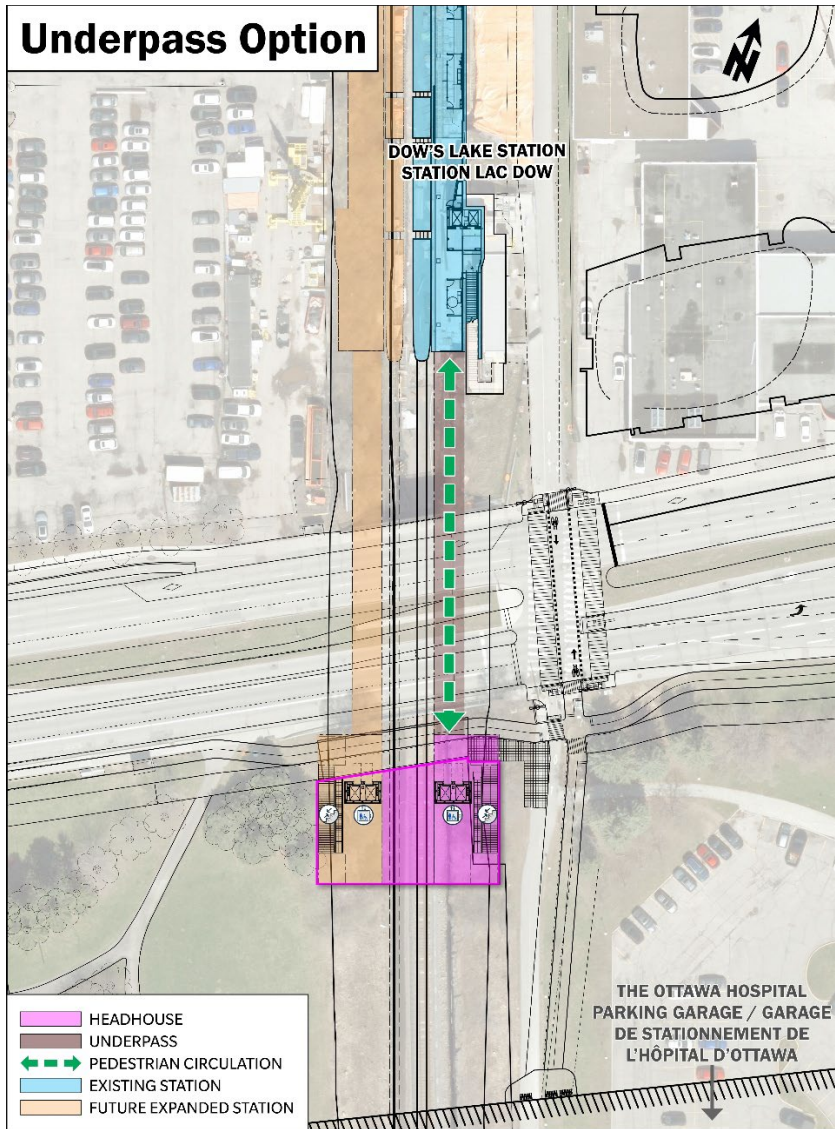 Underpass Option
N
DOW'S LAKE STATION
STATION LAC DOW
HEADHOUSE
UNDERPASS
PEDESTRIAN CIRCULATION
EXISTING STATION
FUTURE EXPANDED STATION
THE OTTAWA HOSPITAL
PARKING GARAGE / GARAGE
DE STATIONNEMENT DE
L'HÔPITAL D'OTTAWA